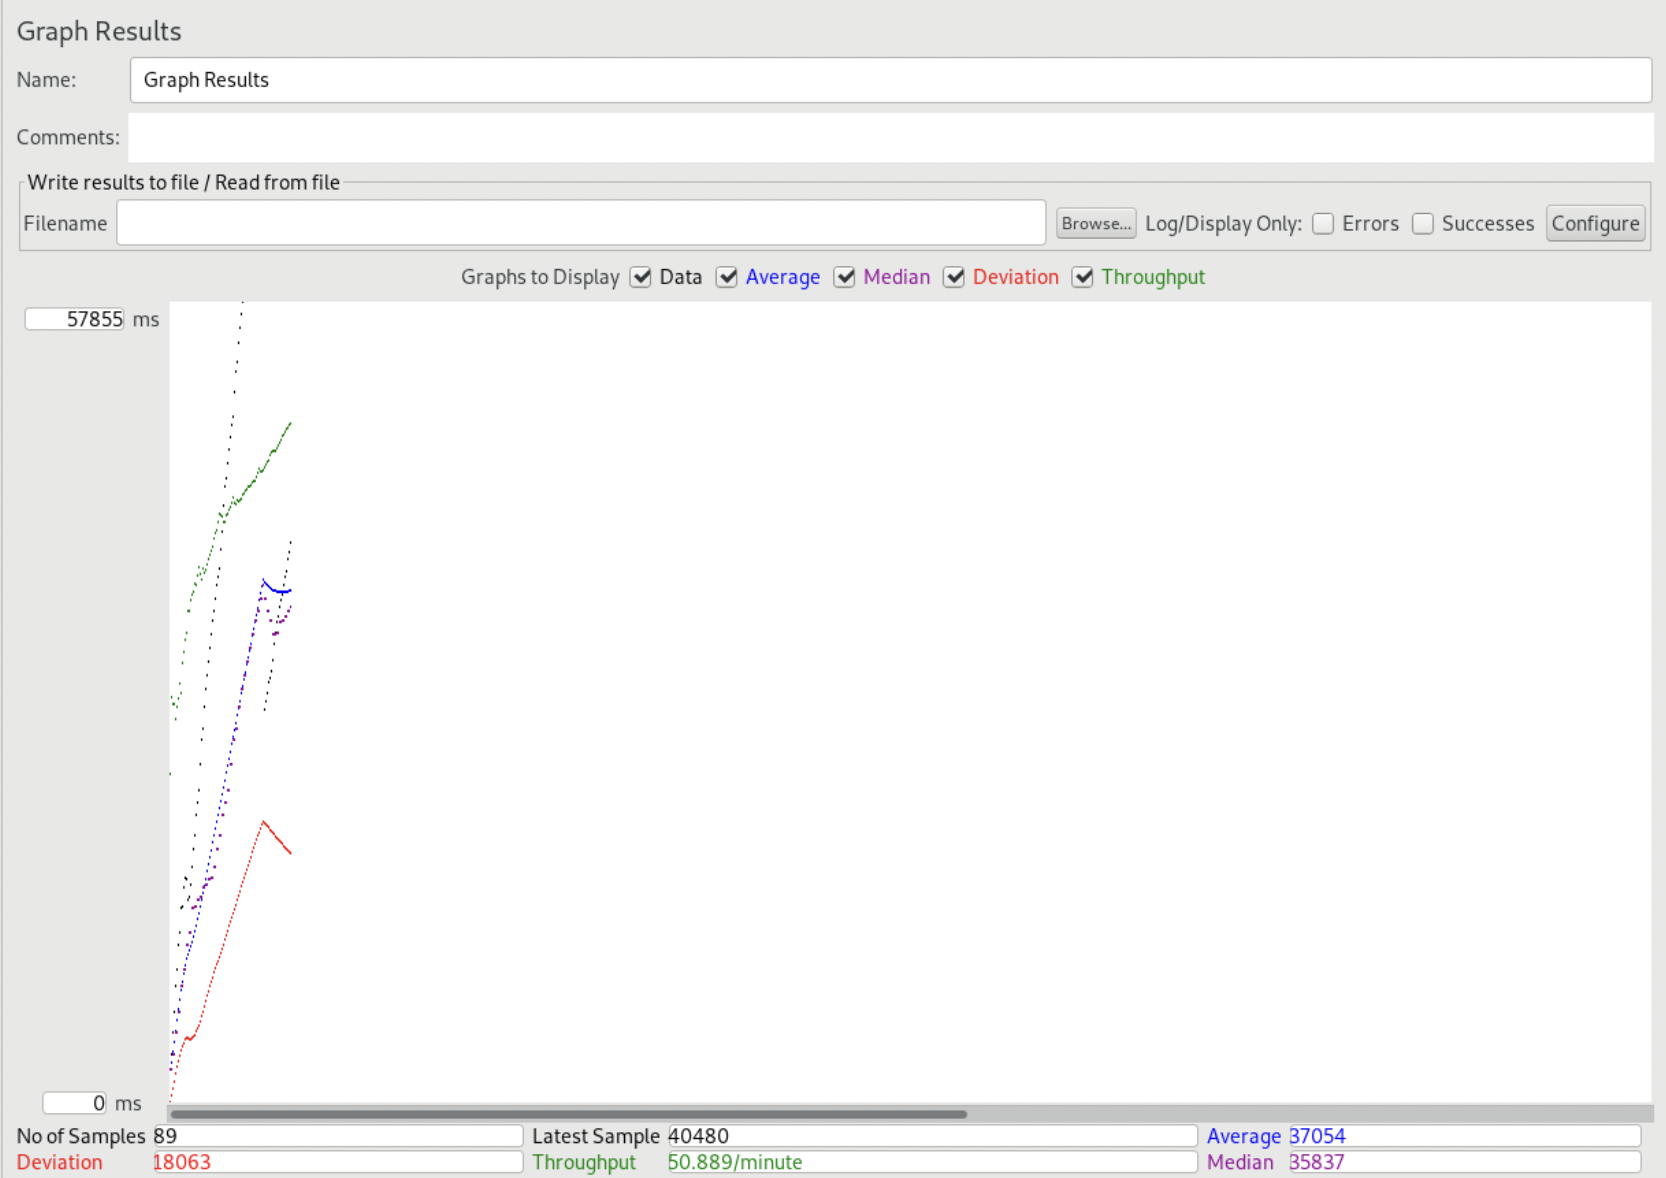 Graph Results
Name: Graph Results
Comments:
Write results to file / Read from file
Filename Browse... Log/Display Only: Errors Successes Configure
Graphs to Display Data Average Median Deviation Throughput
57855 ms
0 ms
No of Samples 89 Latest Sample 40480 Average 37054
Deviation 18063 Throughput 50.889/minute Median 35837